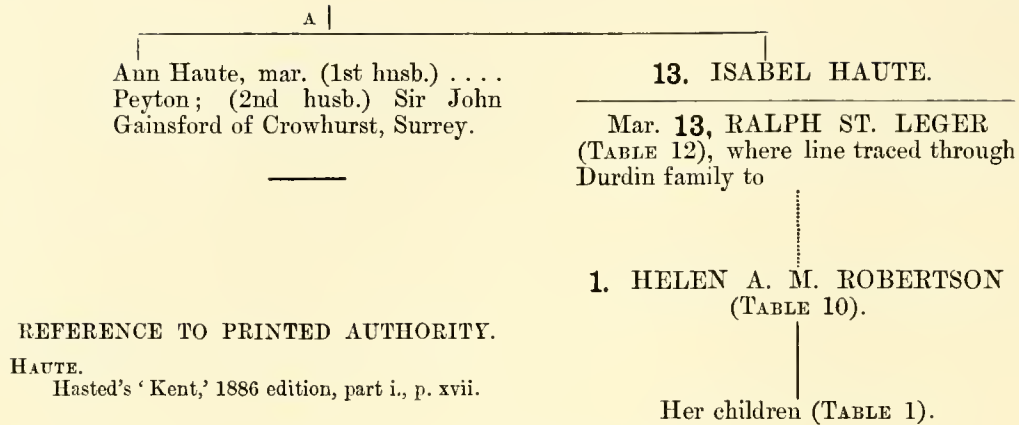 A
Ann Haute, mar. (1st husb.) ....
Peyton; (2nd husb.) Sir John
Gainsford of Crowhurst, Surrey.
13. ISABEL HAUTE.
Mar. 13, RALPH ST. LEGER
(TABLE 12), where line traced through
Durdin family to
1. HELEN A. M. ROBERTSON
(TABLE 10).
Her children (TABLE 1).
REFERENCE TO PRINTED AUTHORITY.
HAUTE.
Hasted's ‘Kent,’ 1886 edition, part i., p. xvii.